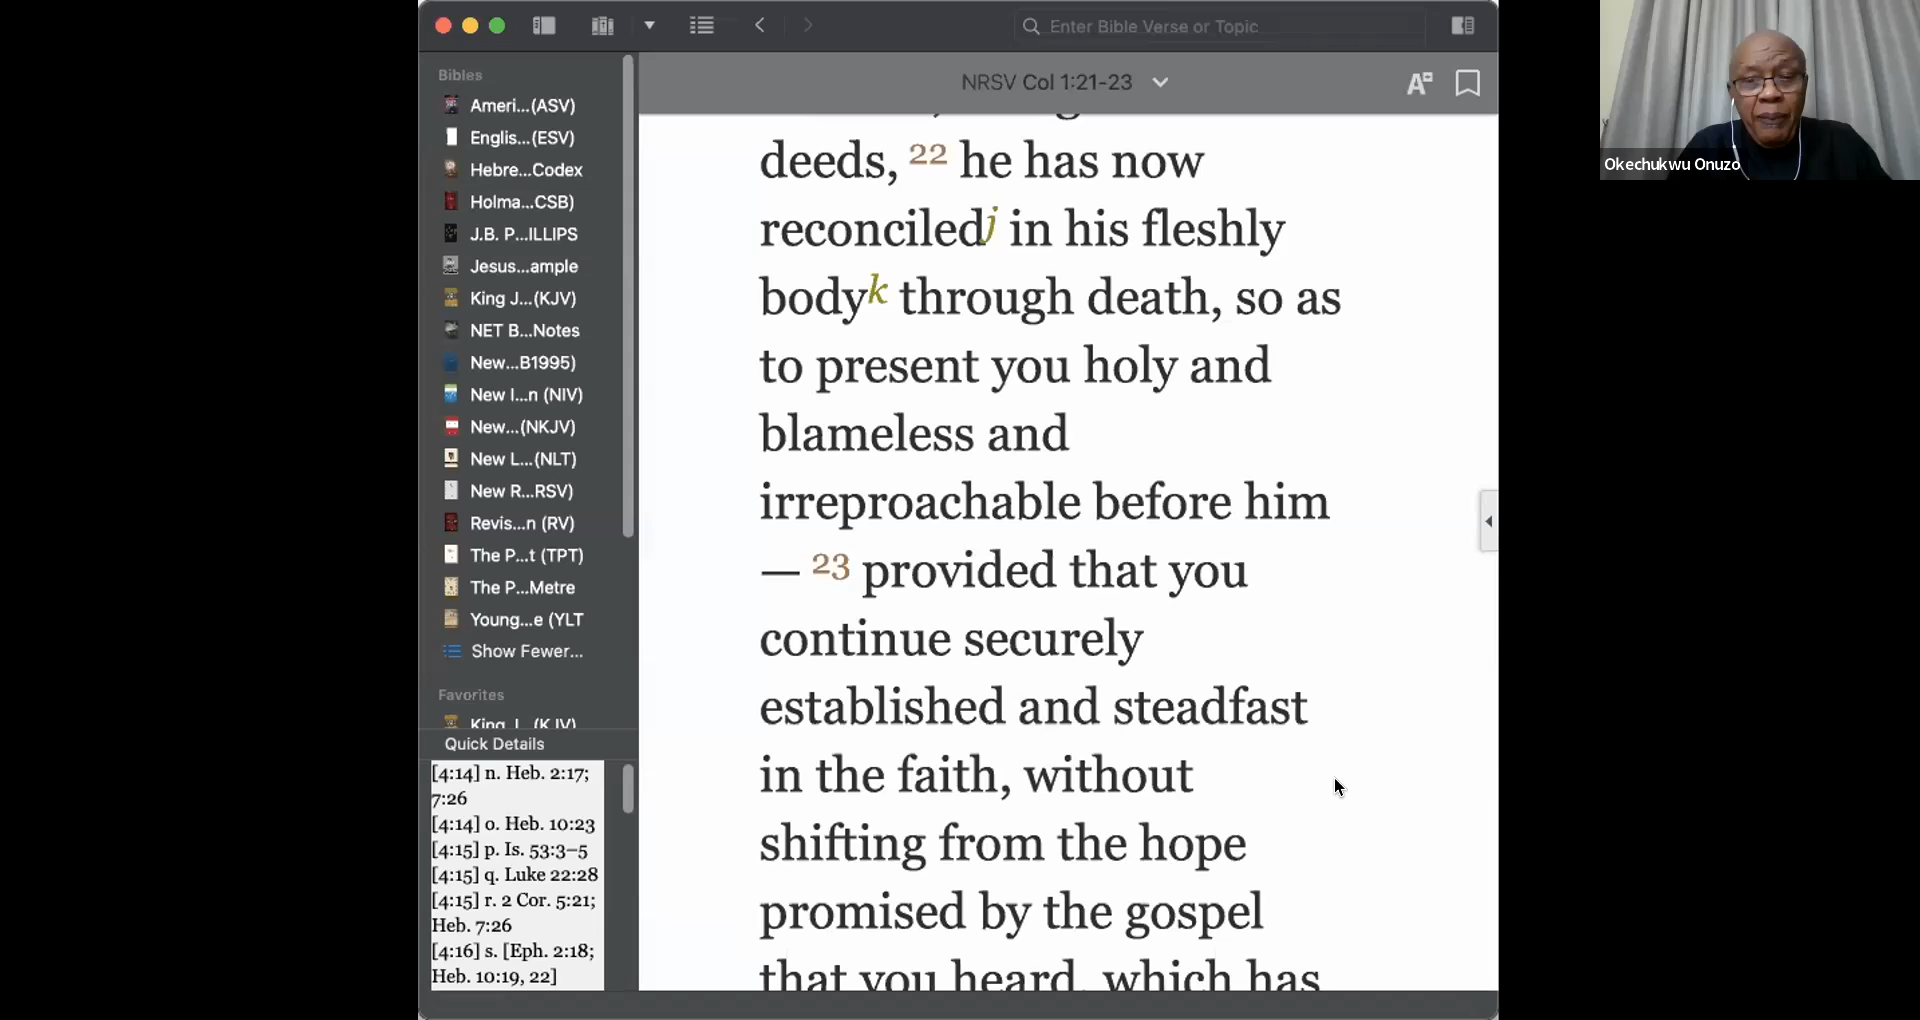 Enter Bible Verse or Topic
Bibles
Ameri...(ASV)
Englis...(ESV)
Hebre...Codex
Holma...CSB)
J.B. P...ILLIPS
Jesus...ample
King J...(KJV)
NET B...Notes
New...B1995)
New I...n (NIV)
New...(NKJV)
New L...(NLT)
New R...RSV)
Revis...n (RV)
The P...t (TPT)
The P...Metre
Young...e (YLT
Show Fewer...
Favorites
King J...(KJV)
Quick Details
[4:14] n. Heb. 2:17;
7:26
[4:14] o. Heb. 10:23
[4:15] p. Is. 53:3–5
[4:15] q. Luke 22:28
[4:15] r. 2 Cor. 5:21;
Heb. 7:26
[4:16] s. [Eph. 2:18;
Heb. 10:19, 22]
NRSV Col 1:21-23
A
deeds, 22 he has now
reconciledj in his fleshly
bodyk through death, so as
to present you holy and
blameless and
irreproachable before him
— 23 provided that you
continue securely
established and steadfast
in the faith, without
shifting from the hope
promised by the gospel
that you heard, which has
Okechukwu Onuzo